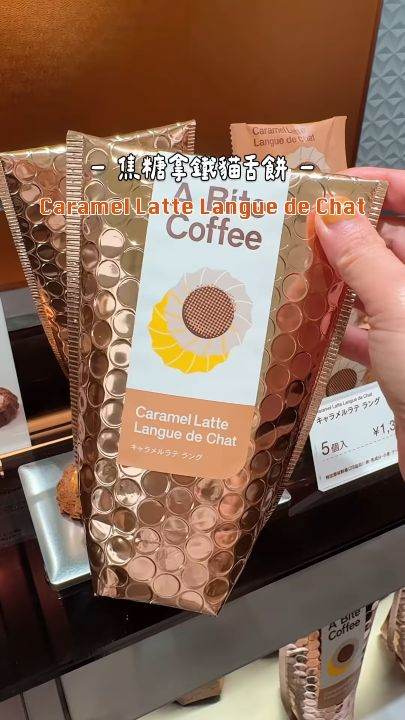 Caramel Latte
Langue de Chat
- 焦糖拿鐵貓舌餅 -
Caramel Latte Langue de Chat
A Bite
Coffee
Caramel Latte
Langue de Chat
キャラメルラテ ラング
Caramel Latte Langue de Chat
キャラメルラテ ラング
5個入
¥1,3
A Bite
Coffee